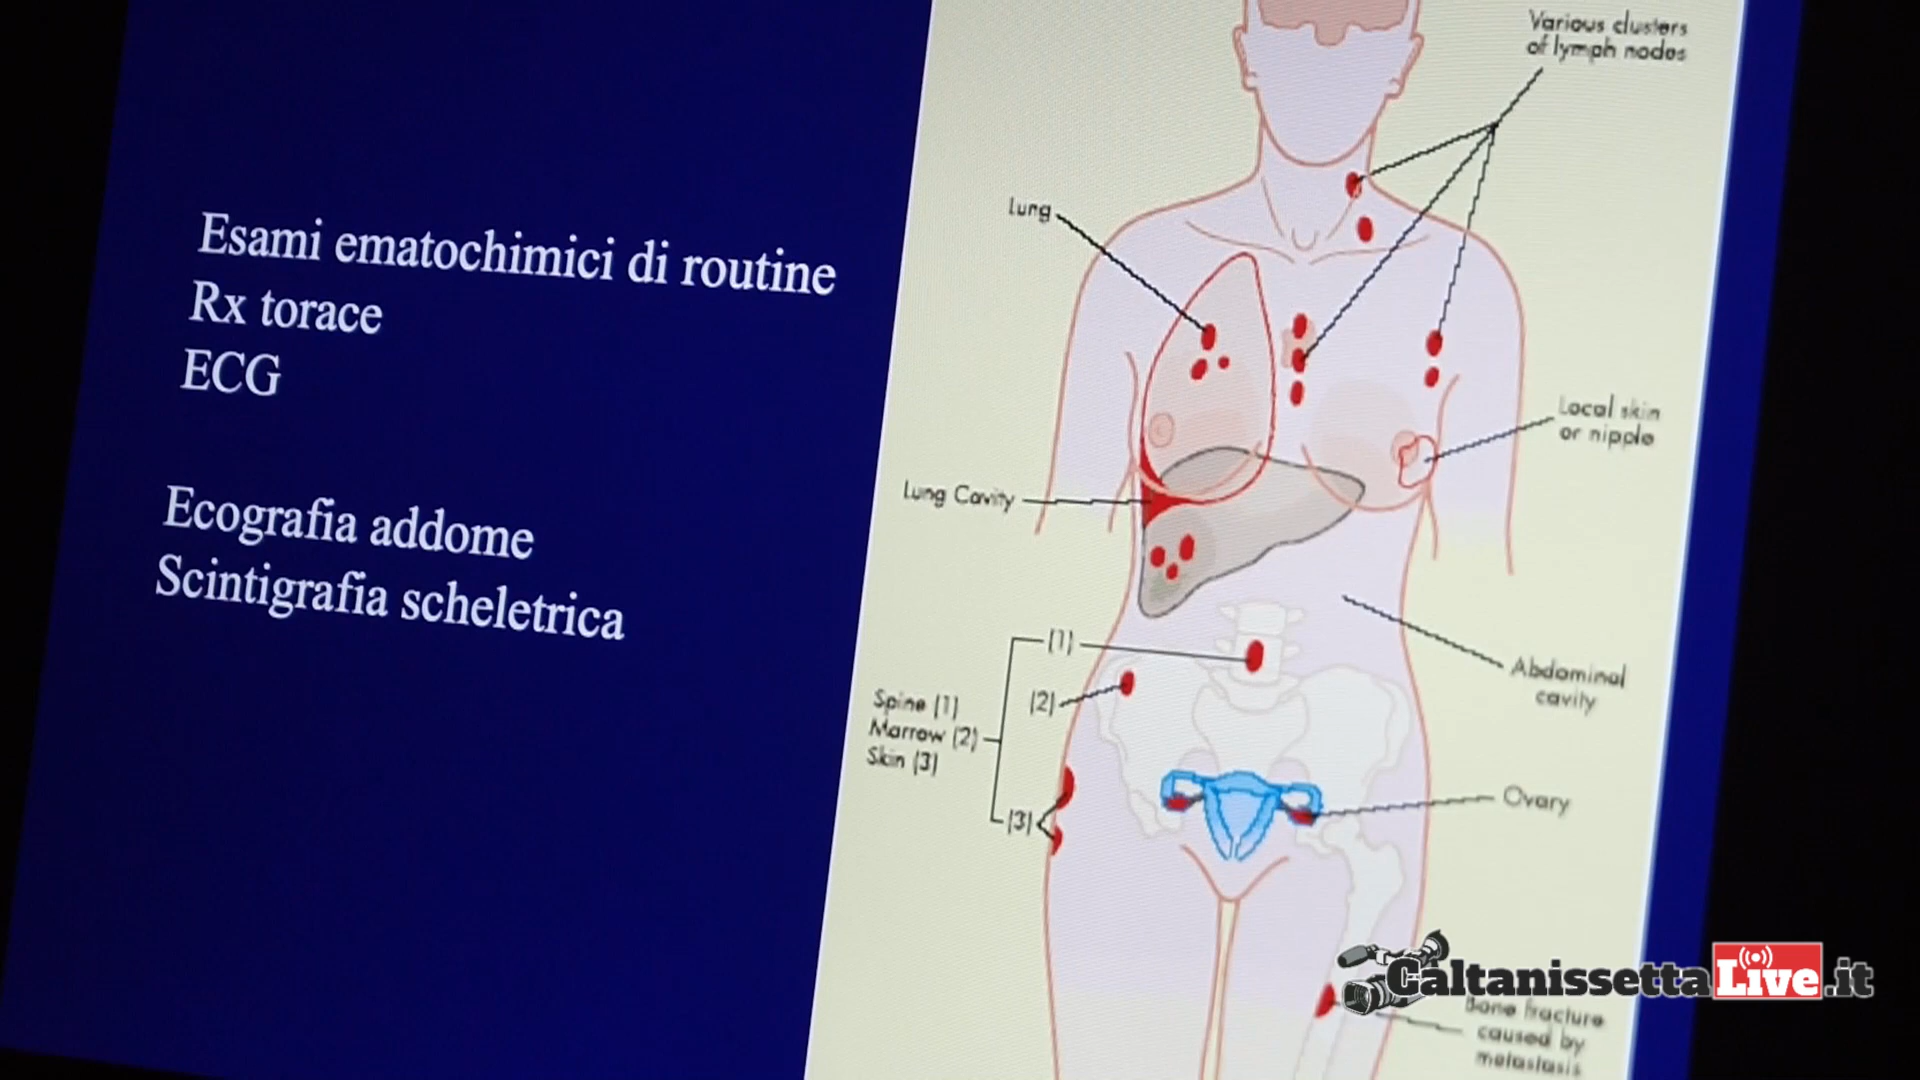 Esami ematochimici di routine
Rx torace
ECG
Ecografia addome
Scintigrafia scheletrica
Various clusters
of lymph nodes
Lung
Local skin
or nipple
Lung Cavity
(1)
(2)
Spine (1)
Marrow (2)
Skin (3)
(3)
Abdominal
cavity
Ovary
Bone fracture
caused by
metastasis
CaltanissettaLive.it